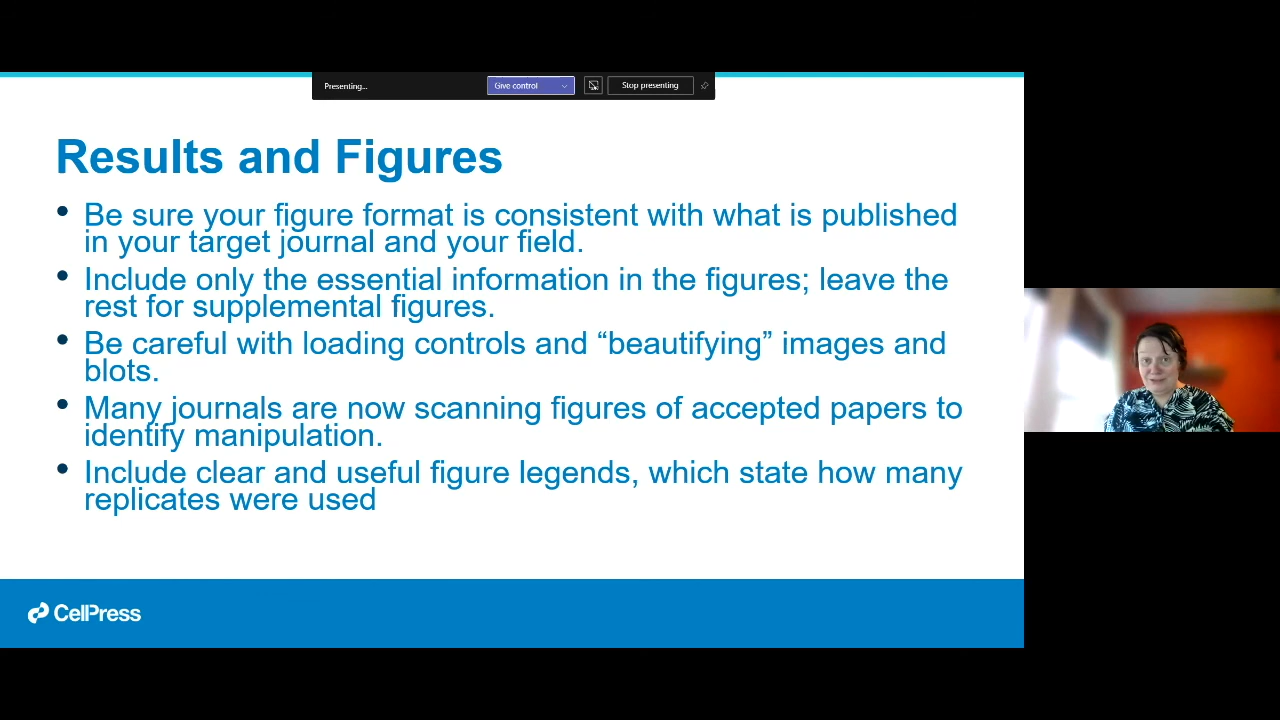 Presenting...
Give control
Stop presenting
Results and Figures
• Be sure your figure format is consistent with what is published
in your target journal and your field.
• Include only the essential information in the figures; leave the
rest for supplemental figures.
• Be careful with loading controls and “beautifying” images and
blots.
• Many journals are now scanning figures of accepted papers to
identify manipulation.
• Include clear and useful figure legends, which state how many
replicates were used
CellPress